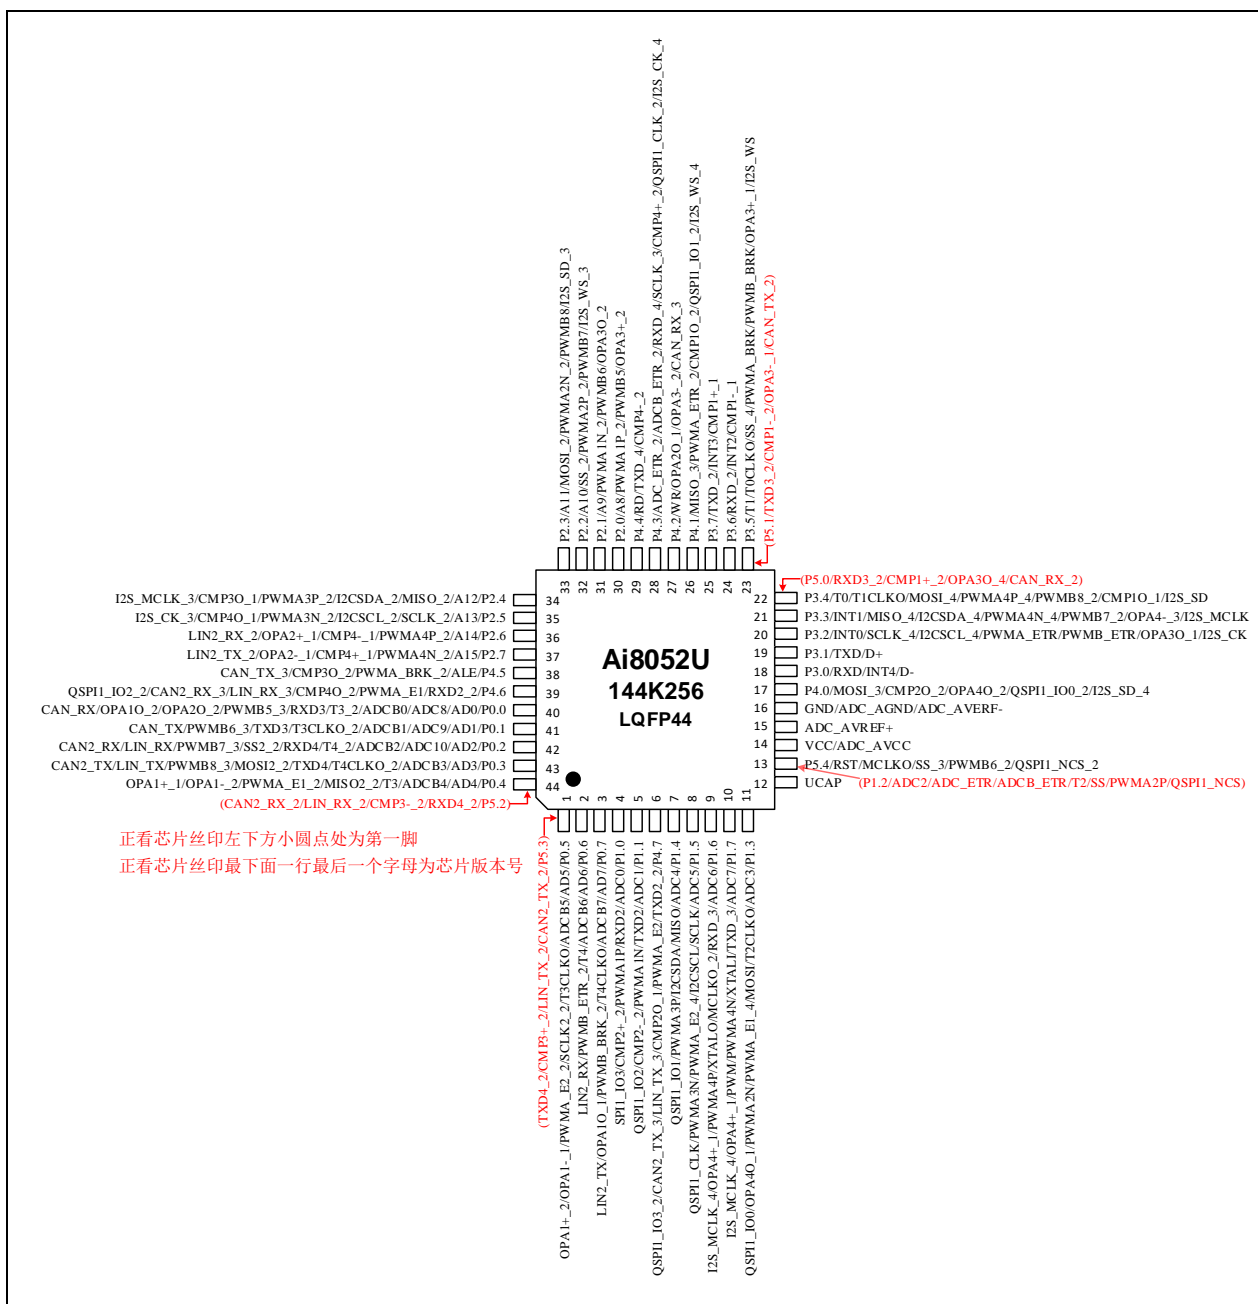 P2.3/A11/MOSI_2/PWMA2N_2/PWMB8/I2S_SD_3
P2.2/A10/SS_2/PWMA2P_2/PWMB7/I2S_WS_3
P2.1/A9/PWMA1N_2/PWMB6/OPA3O_2
P2.0/A8/PWMA1P_2/PWMB5/OPA3+_2
P4.4/RD/TXD_4/CMP4-_2
P4.3/ADC_ETR_2/ADCB_ETR_2/RXD_4/SCLK_3/CMP4+_2/QSPI1_CLK_2/I2S_CK_4
P4.2/WR/OPA2O_1/OPA3-_2/CAN_RX_3
P4.1/MISO_3/PWMA_ETR_2/CMP1O_2/QSPI1_IO1_2/I2S_WS_4
P3.7/TXD_2/INT3/CMP1+_1
P3.6/RXD_2/INT2/CMP1-_1
P3.5/T1/T0CLKO/SS_4/PWMA_BRK/PWMB_BRK/OPA3+_1/I2S_WS
(P5.1/TXD3_2/CMP1-_2/OPA3-_1/CAN_TX_2)
33 32 31 30 29 28 27 26 25 24 23
I2S_MCLK_3/CMP3O_1/PWMA3P_2/I2CSDA_2/MISO_2/A12/P2.4 34
I2S_CK_3/CMP4O_1/PWMA3N_2/I2CSCL_2/SCLK_2/A13/P2.5 35
LIN2_RX_2/OPA2+_1/CMP4-_1/PWMA4P_2/A14/P2.6 36
LIN2_TX_2/OPA2-_1/CMP4+_1/PWMA4N_2/A15/P2.7 37
CAN_TX_3/CMP3O_2/PWMA_BRK_2/ALE/P4.5 38
QSPI1_IO2_2/CAN2_RX_3/LIN_RX_3/CMP4O_2/PWMA_E1/RXD2_2/P4.6 39
CAN_RX/OPA1O_2/OPA2O_2/PWMB5_3/RXD3/T3_2/ADCB0/ADC8/AD0/P0.0 40
CAN_TX/PWMB6_3/TXD3/T3CLKO_2/ADCB1/ADC9/AD1/P0.1 41
CAN2_RX/LIN_RX/PWMB7_3/SS2_2/RXD4/T4_2/ADCB2/ADC10/AD2/P0.2 42
CAN2_TX/LIN_TX/PWMB8_3/MOSI2_2/TXD4/T4CLKO_2/ADCB3/AD3/P0.3 43
OPA1+_1/OPA1-_2/PWMA_E1_2/MISO2_2/T3/ADCB4/AD4/P0.4 44
(CAN2_RX_2/LIN_RX_2/CMP3-_2/RXD4_2/P5.2)
Ai8052U
144K256
LQFP44
(P5.0/RXD3_2/CMP1+_2/OPA3O_4/CAN_RX_2)
22 P3.4/T0/T1CLKO/MOSI_4/PWMA4P_4/PWMB8_2/CMP1O_1/I2S_SD
21 P3.3/INT1/MISO_4/I2CSDA_4/PWMA4N_4/PWMB7_2/OPA4-_3/I2S_MCLK
20 P3.2/INT0/SCLK_4/I2CSCL_4/PWMA_ETR/PWMB_ETR/OPA3O_1/I2S_CK
19 P3.1/TXD/D+
18 P3.0/RXD/INT4/D-
17 P4.0/MOSI_3/CMP2O_2/OPA4O_2/QSPI1_IO0_2/I2S_SD_4
16 GND/ADC_AGND/ADC_AVERF-
15 ADC_AVREF+
14 VCC/ADC_AVCC
13 P5.4/RST/MCLKO/SS_3/PWMB6_2/QSPI1_NCS_2
12 UCAP (P1.2/ADC2/ADC_ETR/ADCB_ETR/T2/SS/PWMA2P/QSPI1_NCS)
1 2 3 4 5 6 7 8 9 10 11
正看芯片丝印左下方小圆点处为第一脚
正看芯片丝印最下面一行最后一个字母为芯片版本号
(TXD4_2/CMP3+_2/LIN_TX_2/CAN2_TX_2/P5.3)
OPA1+_2/OPA1-_1/PWMA_E2_2/SCLK2_2/T3CLKO/ADCB5/AD5/P0.5
LIN2_RX/PWMB_ETR_2/T4/ADCB6/AD6/P0.6
LIN2_TX/OPA1O_1/PWMB_BRK_2/T4CLKO/ADCB7/AD7/P0.7
SPI1_IO3/CMP2+_2/PWMA1P/RXD2/ADC0/P1.0
QSPI1_IO2/CMP2-_2/PWMA1N/TXD2/ADC1/P1.1
QSPI1_IO3_2/CAN2_TX_3/LIN_TX_3/CMP2O_1/PWMA_E2/TXD2_2/P4.7
QSPI1_IO1/PWMA3P/I2CSDA/MISO/ADC4/P1.4
QSPI1_CLK/PWMA3N/PWMA_E2_4/I2CSCL/SCLK/ADC5/P1.5
I2S_MCLK_4/OPA4+_1/PWMA4P/XTALO/MCLKO_2/RXD_3/ADC6/P1.6
I2S_MCLK_4/OPA4+_1/PWM/PWMA4N/XTALI/TXD_3/ADC7/P1.7
QSPI1_IO0/OPA4O_1/PWMA2N/PWMA_E1_4/MOSI/T2CLKO/ADC3/P1.3